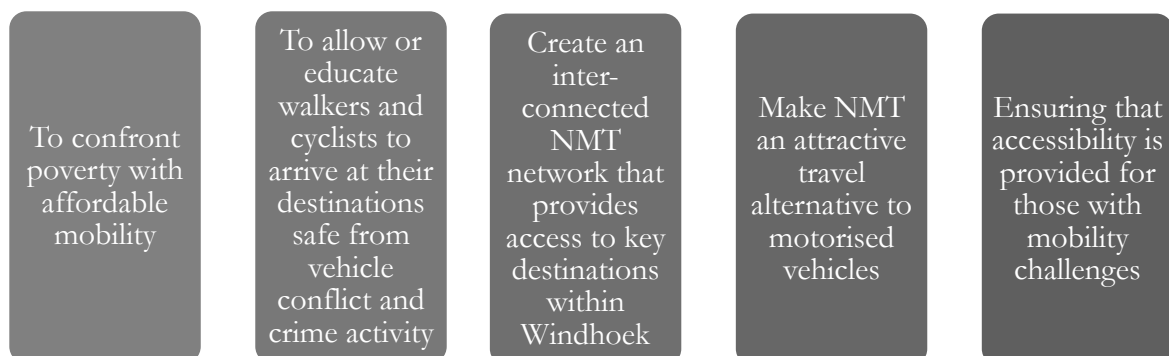 To confront
poverty with
affordable
mobility
To allow or
educate
walkers and
cyclists to
arrive at their
destinations
safe from
vehicle
conflict and
crime activity
Create an
inter-
connected
NMT
network that
provides
access to key
destinations
within
Windhoek
Make NMT
an attractive
travel
alternative to
motorised
vehicles
Ensuring that
accessibility is
provided for
those with
mobility
challenges